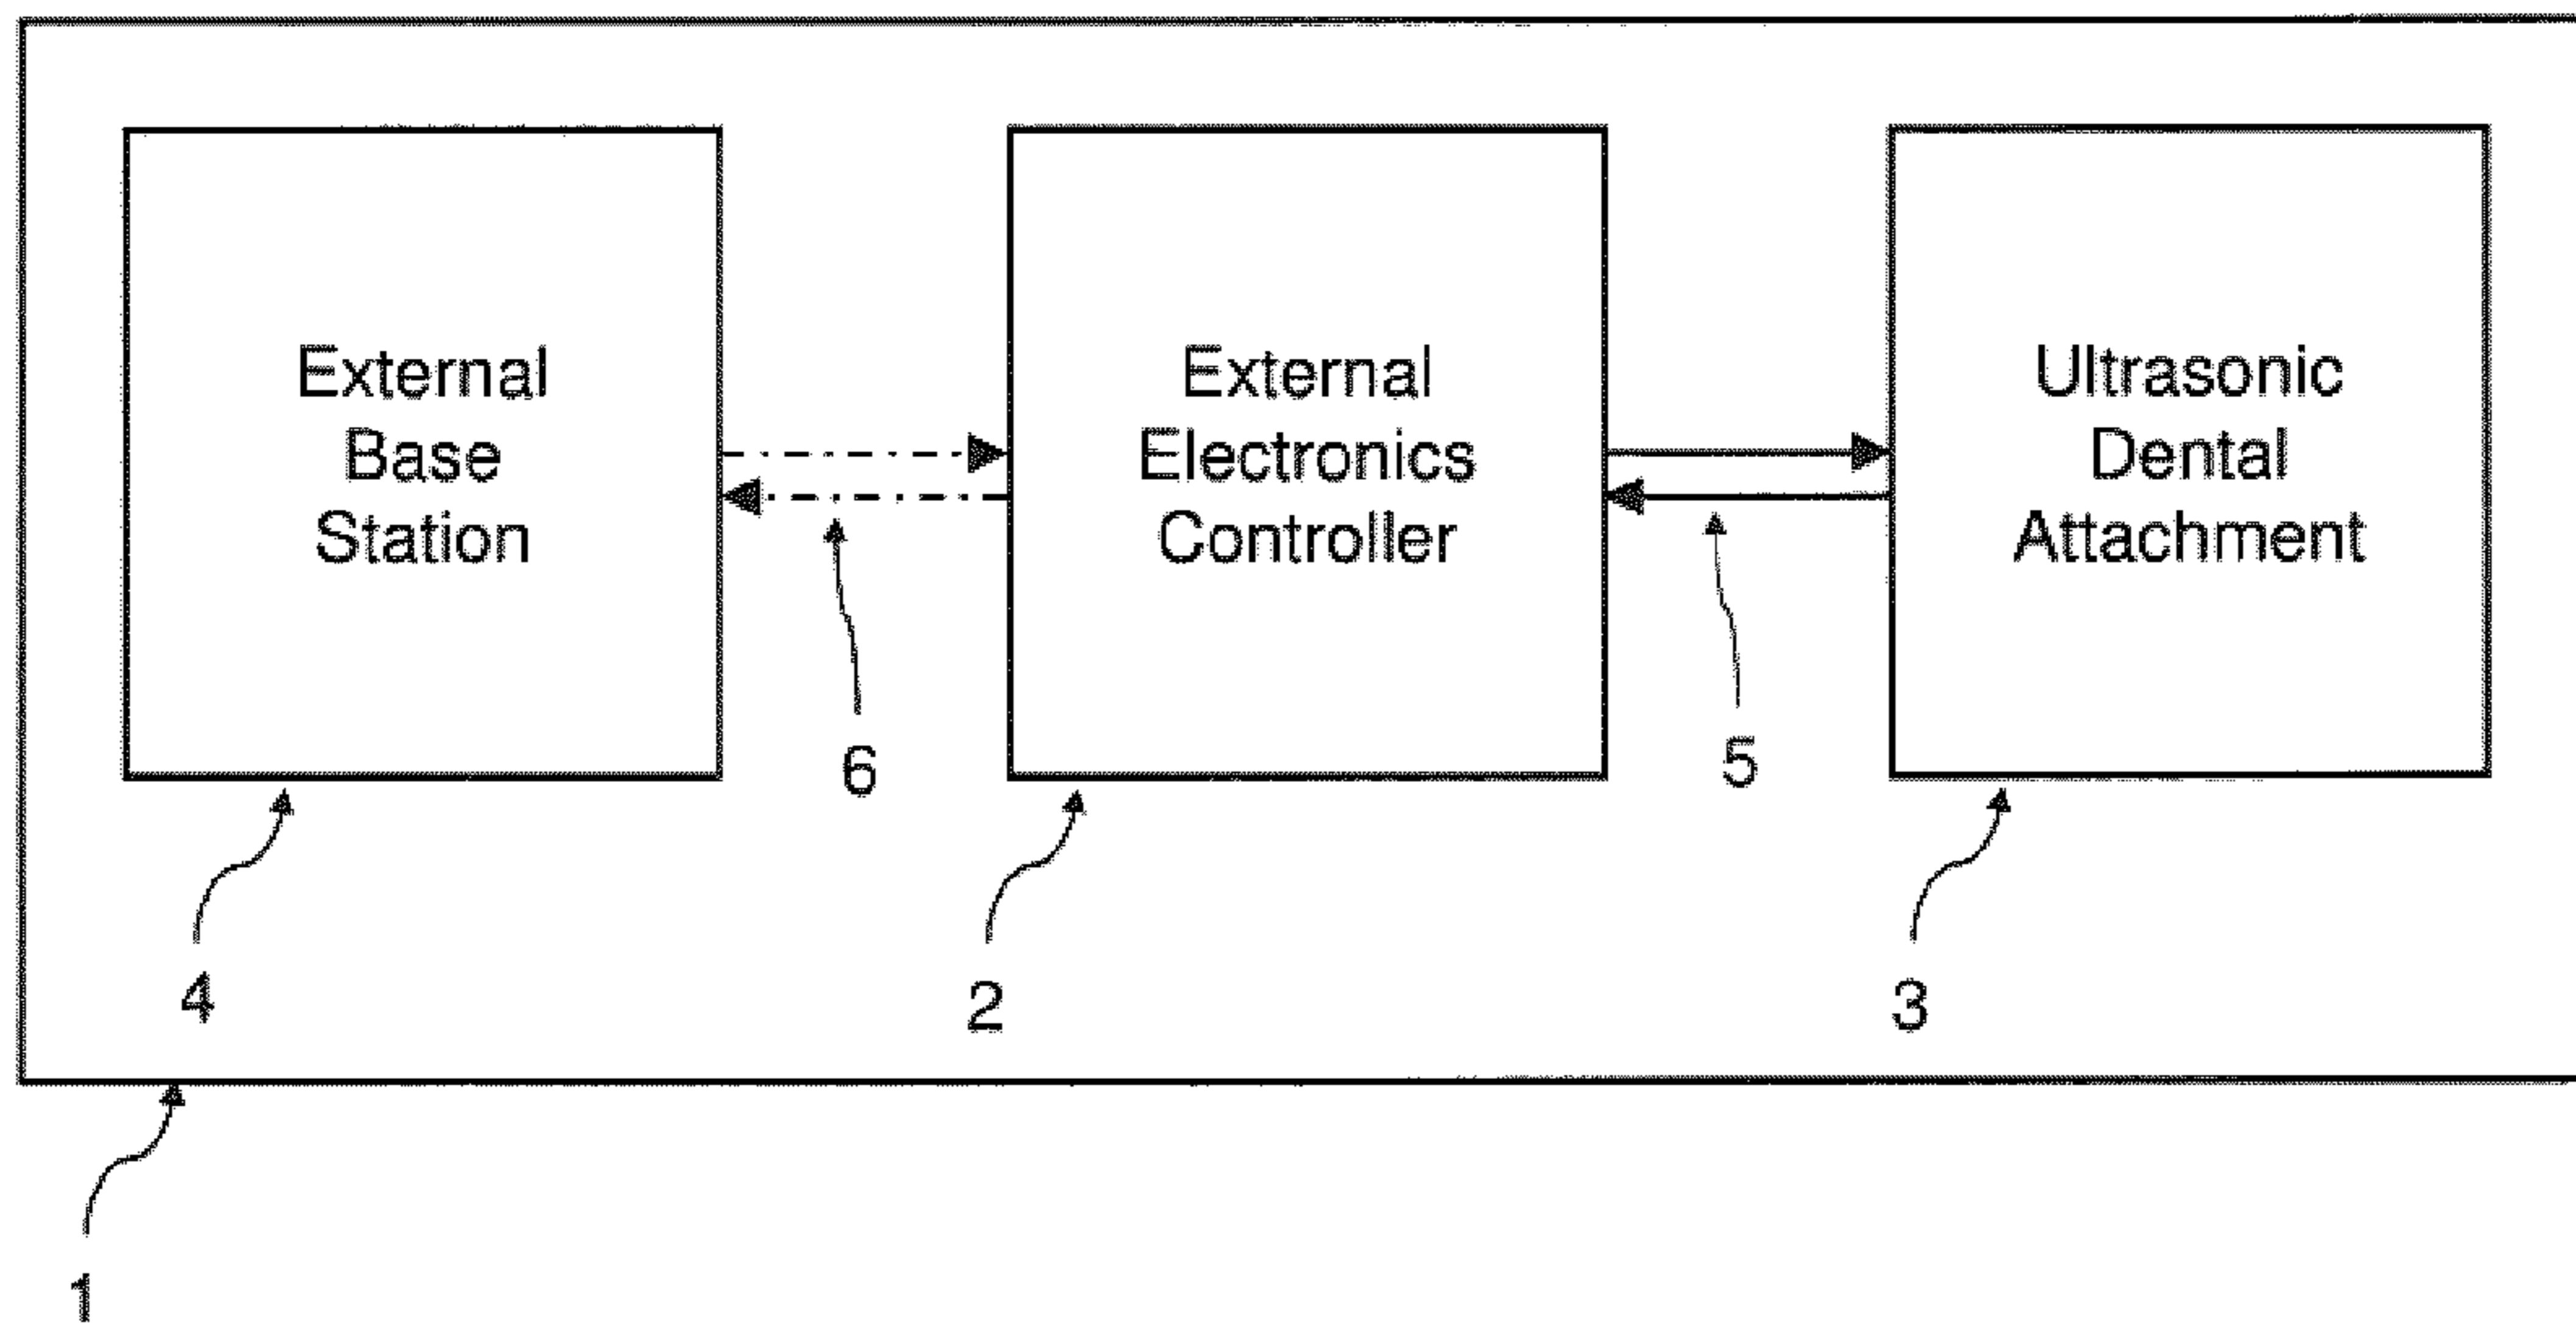 External
Base
Station
External
Electronics
Controller
Ultrasonic
Dental
Attachment
6
5
4
2
3
1